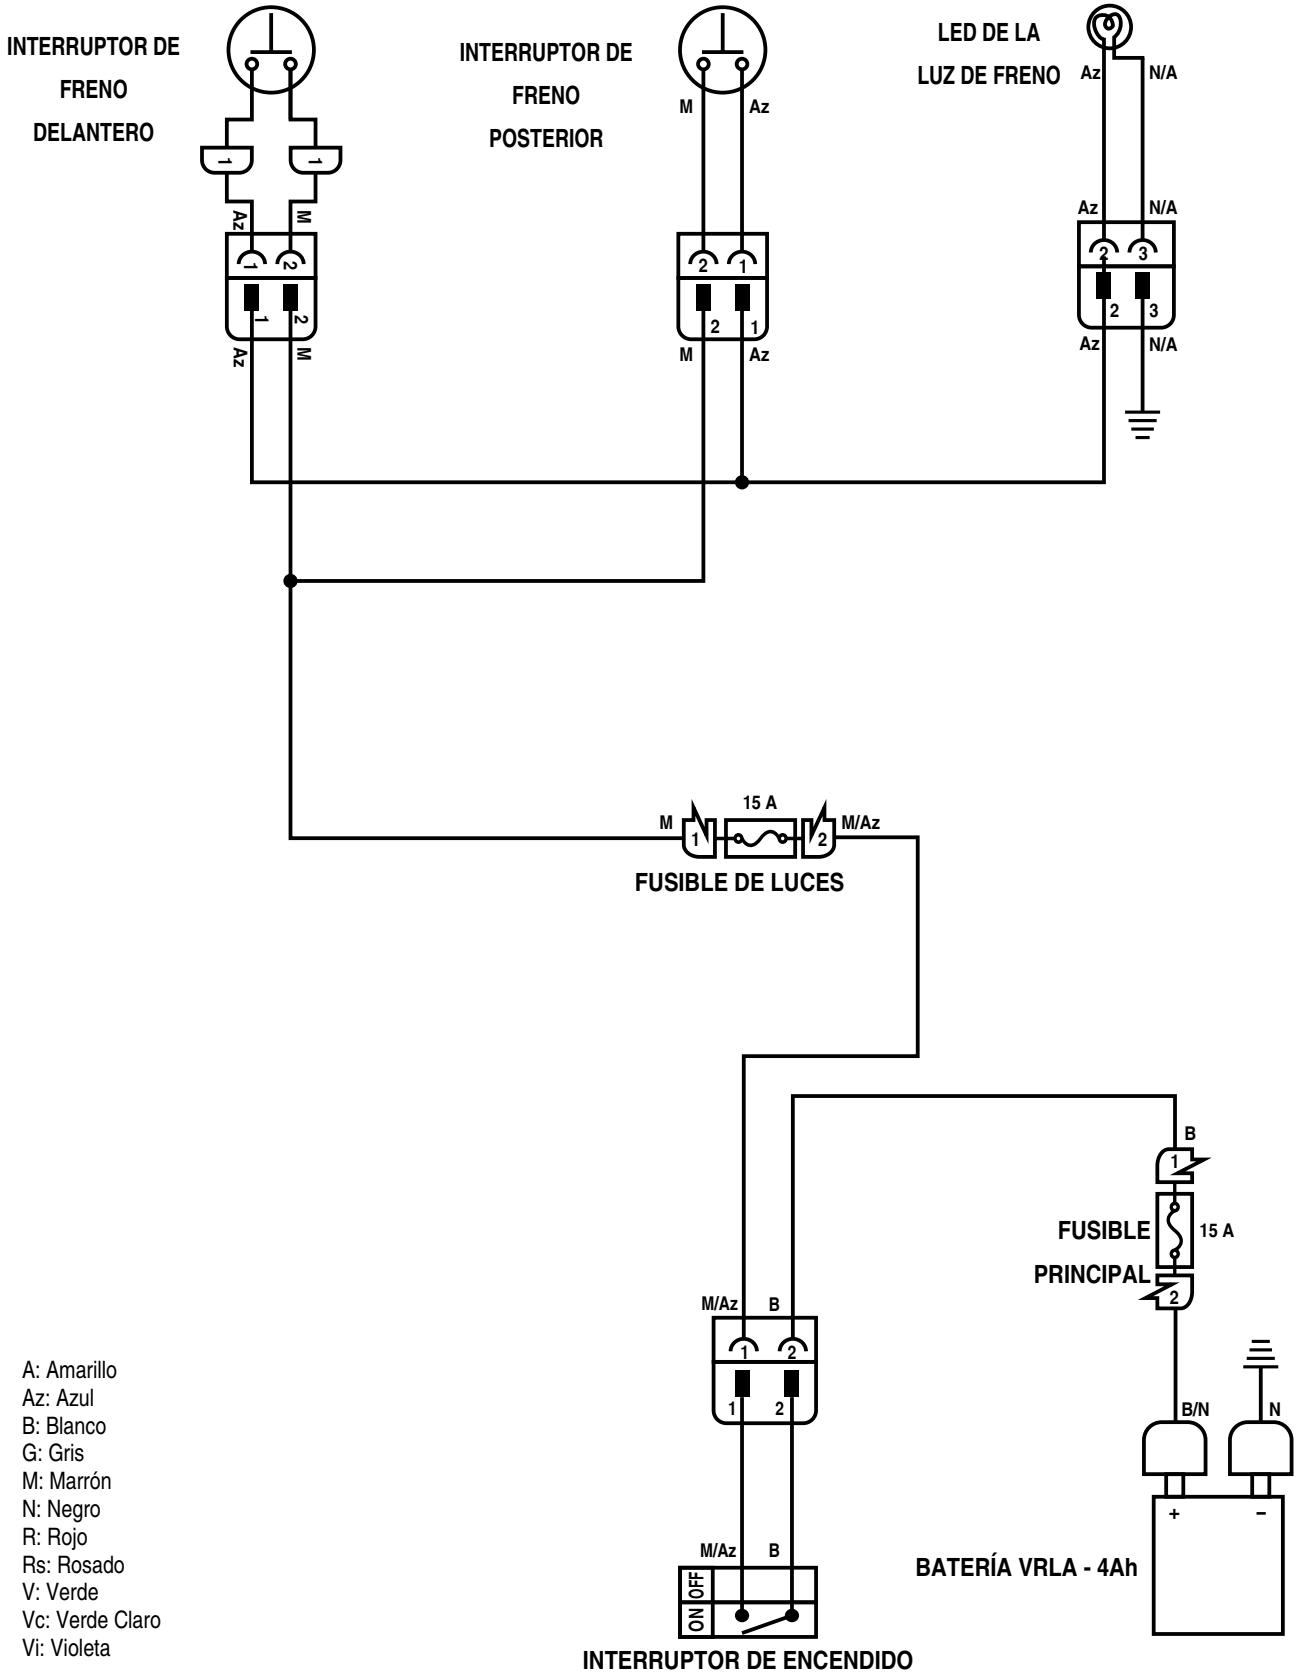 INTERRUPTOR DE
FRENO
DELANTERO
INTERRUPTOR DE
FRENO
POSTERIOR
LED DE LA
LUZ DE FRENO
M
Az
Az
N/A
1
1
Az
M
Az
N/A
1
2
2
1
2
3
1
2
2
1
2
3
Az
M
M
Az
Az
N/A
15 A
M
1
2
M/Az
FUSIBLE DE LUCES
B
1
FUSIBLE
15 A
PRINCIPAL
2
M/Az
B
1
2
1
2
B/N
N
+
–
BATERÍA VRLA - 4Ah
M/Az
B
OFF
ON
INTERRUPTOR DE ENCENDIDO
A: Amarillo
Az: Azul
B: Blanco
G: Gris
M: Marrón
N: Negro
R: Rojo
Rs: Rosado
V: Verde
Vc: Verde Claro
Vi: Violeta